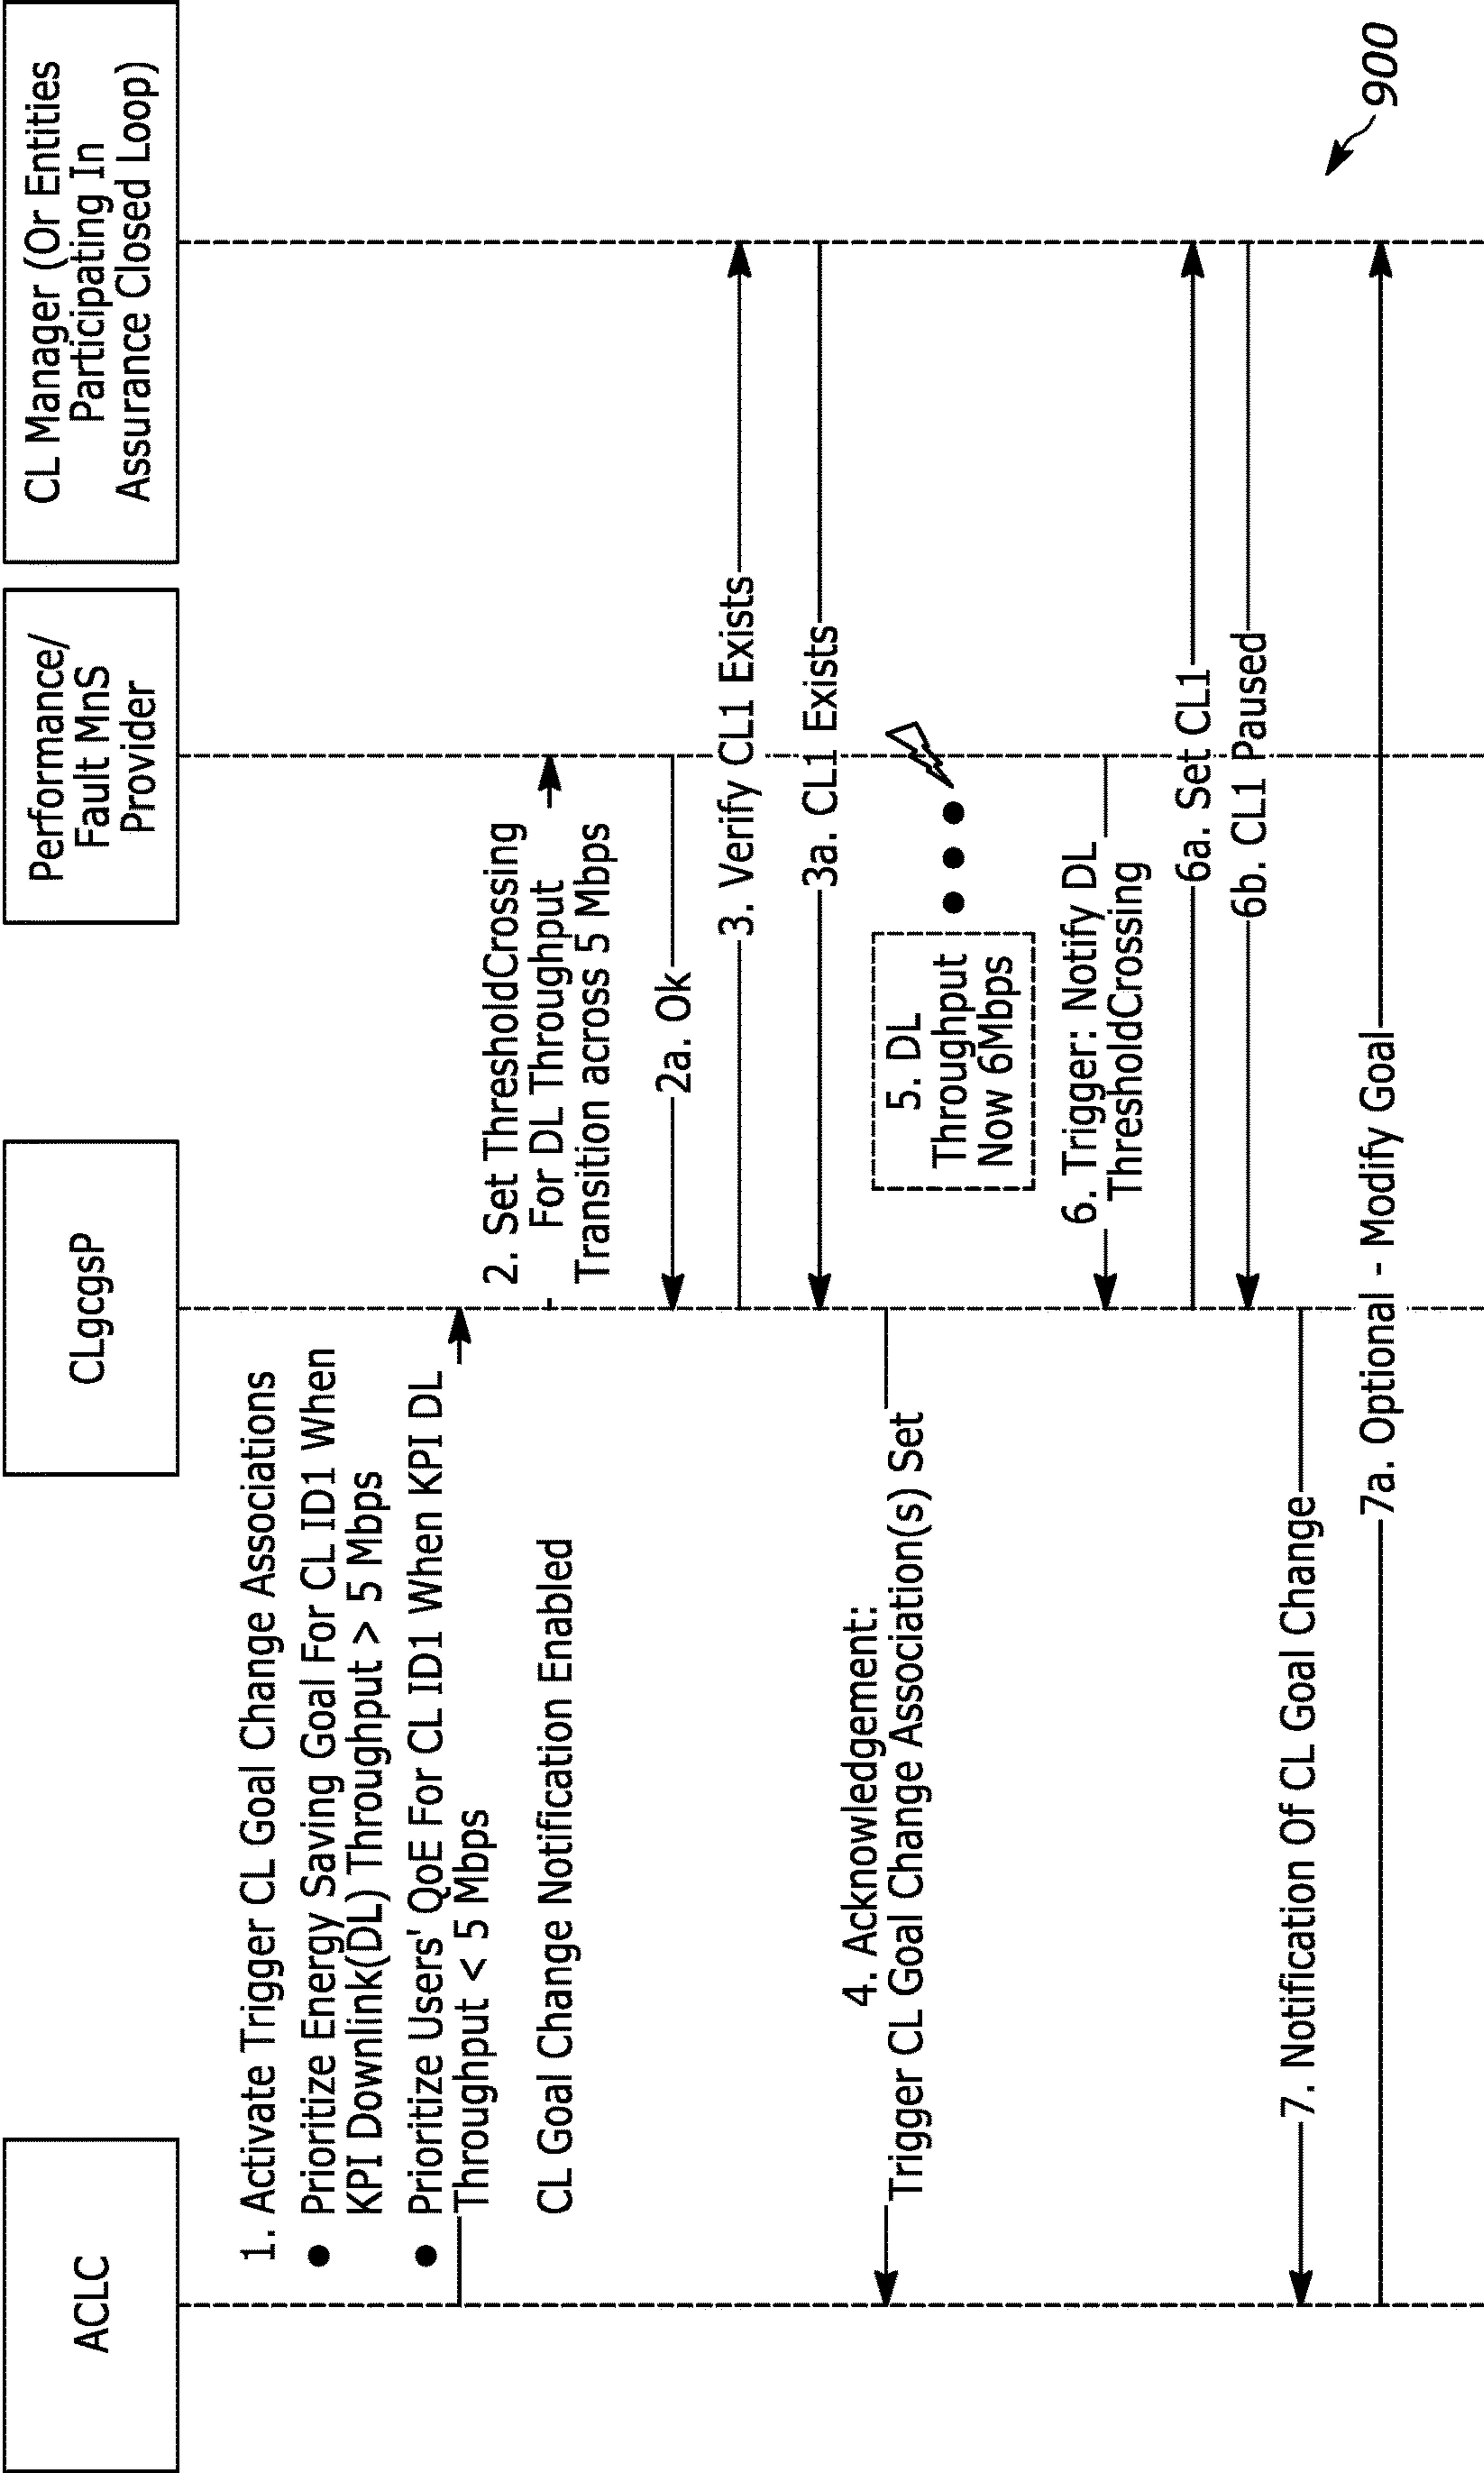 ACLC
CLgcgsP
Performance/
Fault MnS
Provider
CL Manager (Or Entities
Participating In
Assurance Closed Loop)
1. Activate Trigger CL Goal Change Associations
● Prioritize Energy Saving Goal For CL ID1 When
KPI Downlink(DL) Throughput > 5 Mbps
● Prioritize Users' QoE For CL ID1 When KPI DL
Throughput < 5 Mbps
CL Goal Change Notification Enabled
2. Set ThresholdCrossing
For DL Throughput
Transition across 5 Mbps
2a. Ok
3. Verify CL1 Exists
3a. CL1 Exists
4. Acknowledgement:
Trigger CL Goal Change Association(s) Set
5. DL
Throughput
Now 6Mbps
6. Trigger: Notify DL
ThresholdCrossing
6a. Set CL1
6b. CL1 Paused
7. Notification Of CL Goal Change
7a. Optional - Modify Goal
900